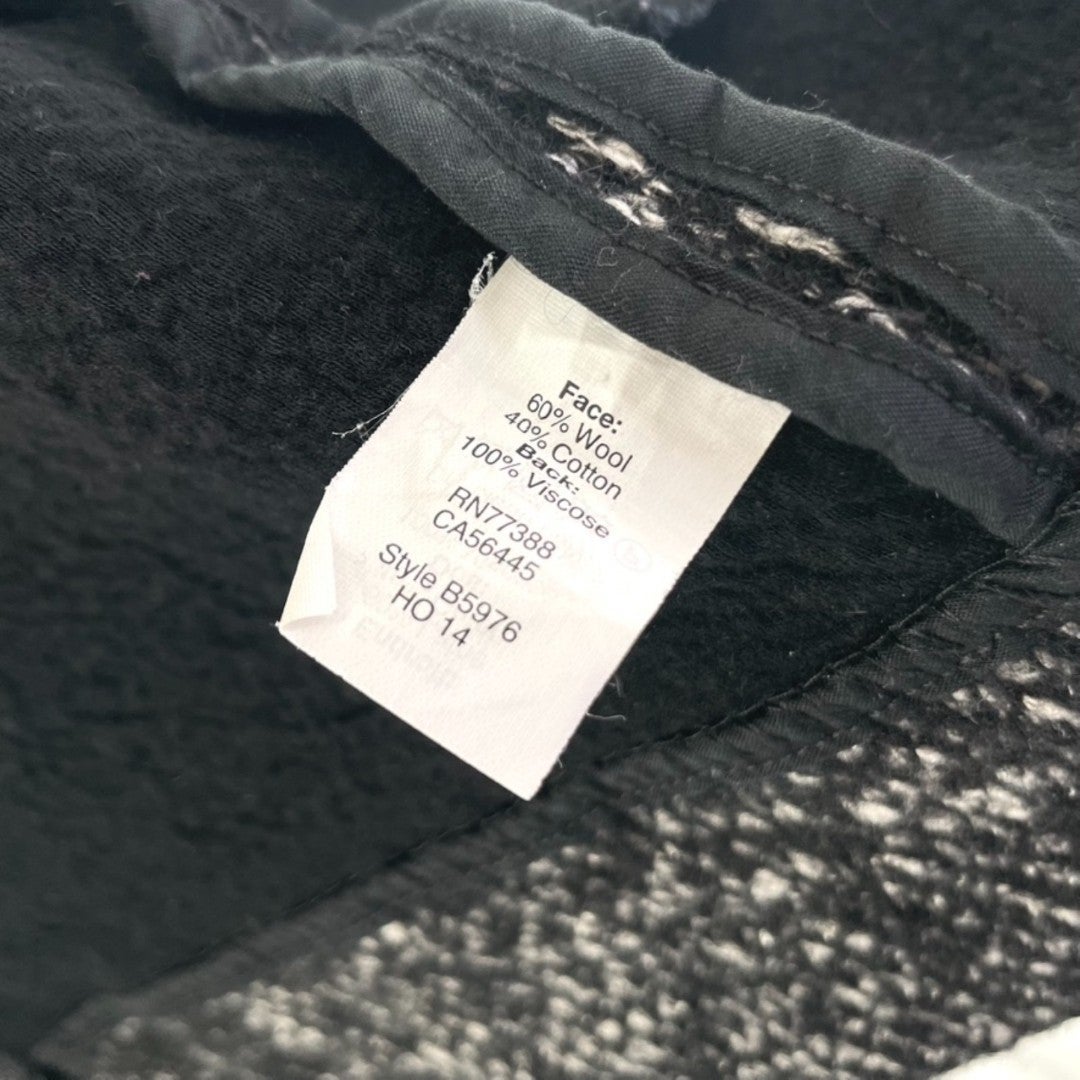 Face:
60% Wool
40% Cotton
Back:
100% Viscose
RN77388
CA56445
Style B5976
HO 14